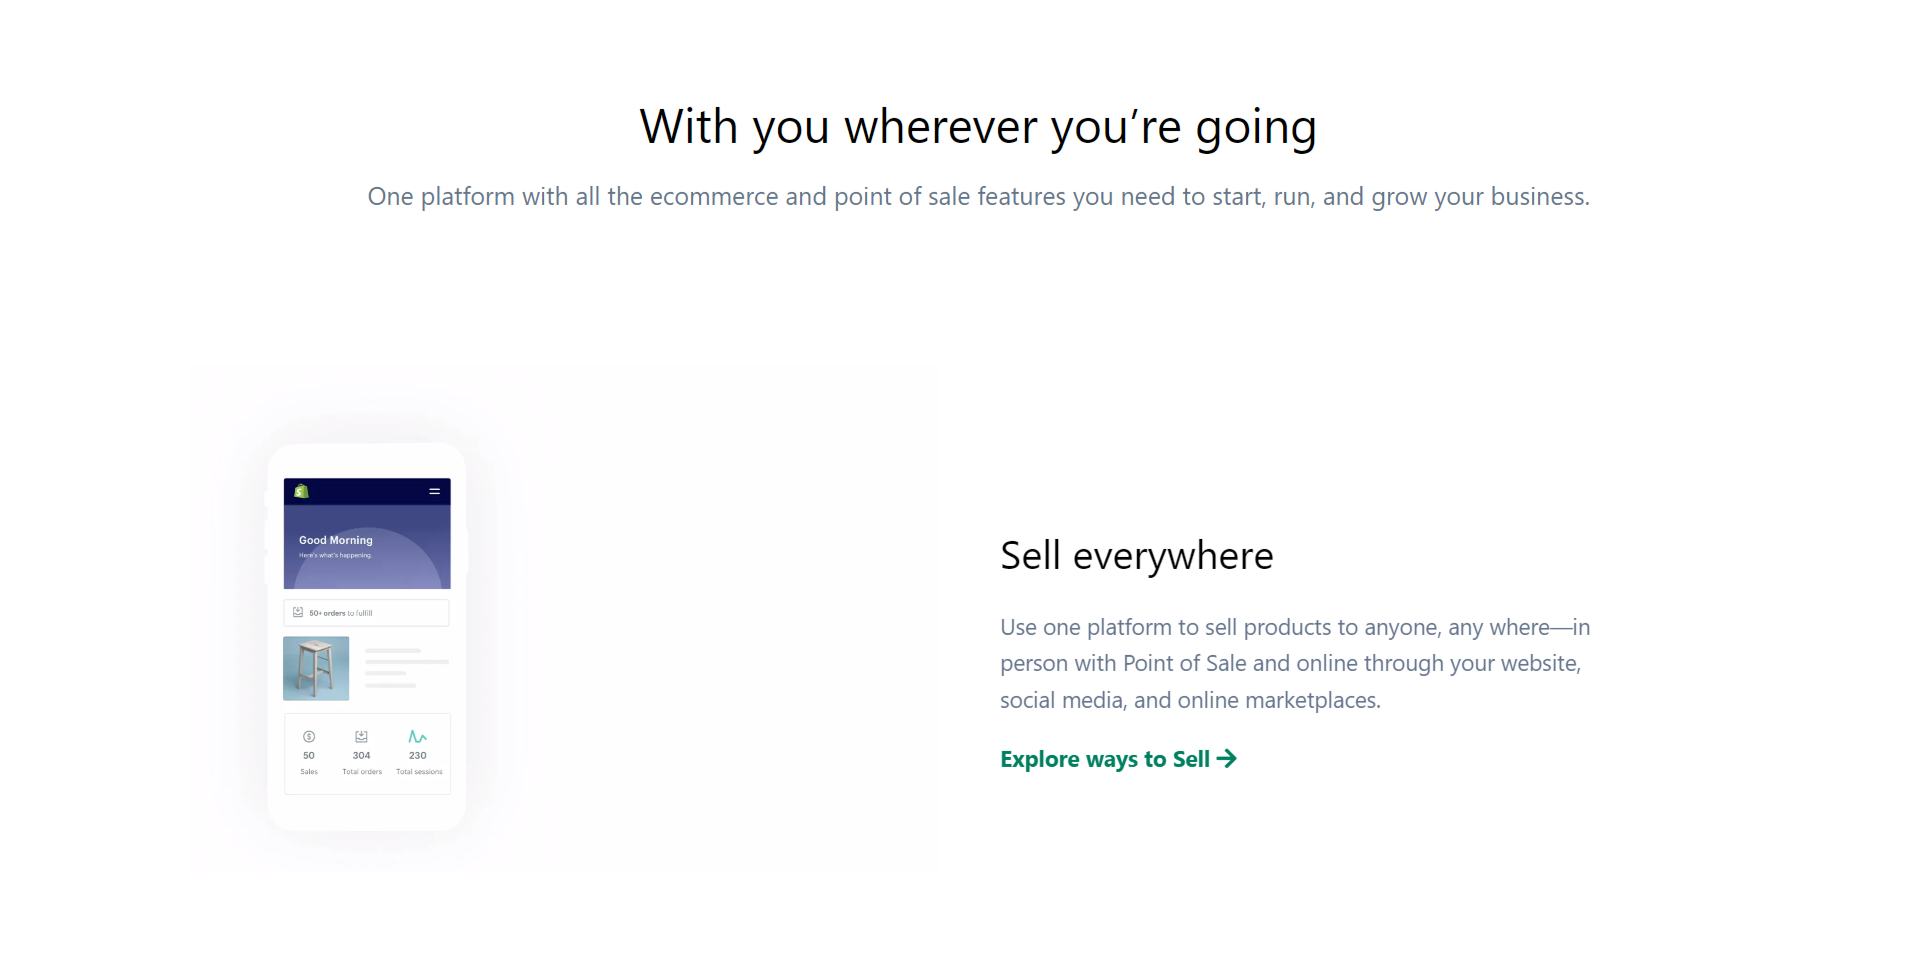 With you wherever you’re going
One platform with all the ecommerce and point of sale features you need to start, run, and grow your business.
Good Morning
Here's what's happening.
50+ orders to fulfill
50
304
230
Sales
Total orders
Total sessions
Sell everywhere
Use one platform to sell products to anyone, any where—in
person with Point of Sale and online through your website,
social media, and online marketplaces.
Explore ways to Sell →